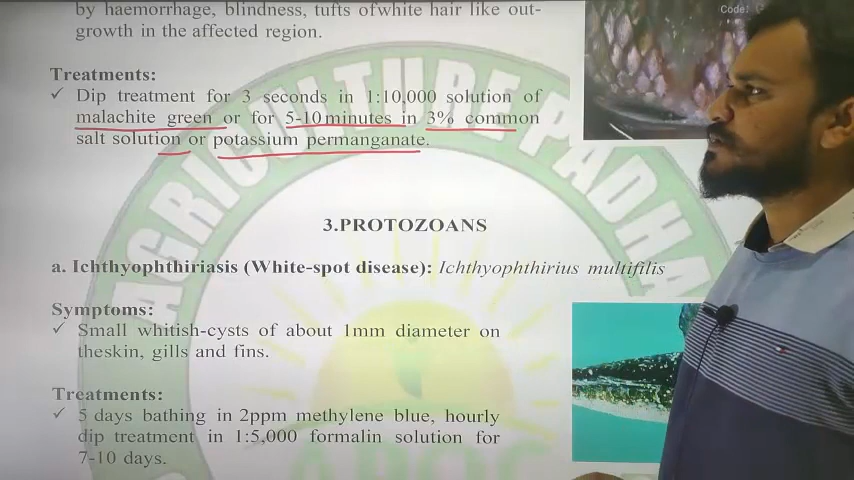 by haemorrhage, blindness, tufts ofwhite hair like out-
growth in the affected region.
Code!
Treatments:
✓ Dip treatment for 3 seconds in 1:10,000 solution of
malachite green or for 5-10 minutes in 3% common
salt solution or potassium permanganate.
AGRICULTURE PADHAI
3.PROTOZOANS
a. Ichthyophthiriasis (White-spot disease): Ichthyophthirius multifilis
Symptoms:
✓ Small whitish-cysts of about 1mm diameter on
theskin, gills and fins.
Treatments:
✓ 5 days bathing in 2ppm methylene blue, hourly
dip treatment in 1:5,000 formalin solution for
7-10 days.